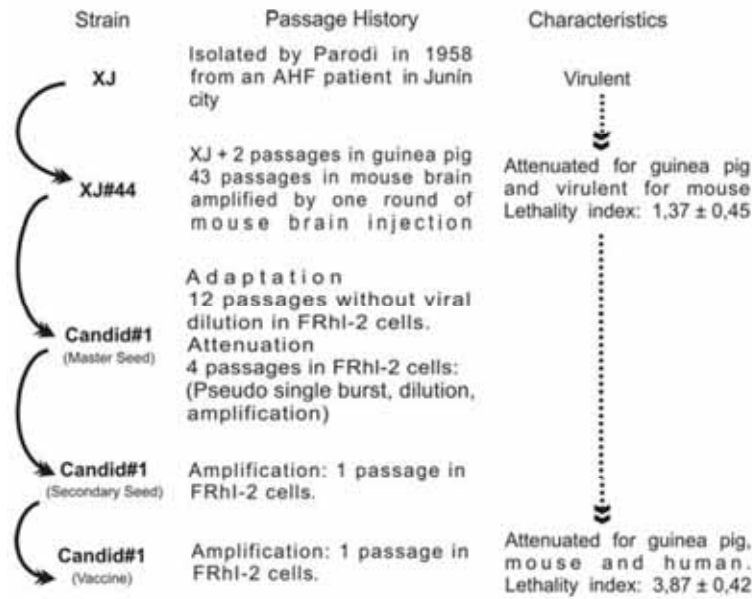 Strain Passage History Characteristics
XJ
Isolated by Parodi in 1958
from an AHF patient in Junín
city
Virulent
XJ#44
XJ + 2 passages in guinea pig
43 passages in mouse brain
amplified by one round of
mouse brain injection
Attenuated for guinea pig
and virulent for mouse
Lethality index: 1,37 ± 0,45
Candid#1
(Master Seed)
Adaptation
12 passages without viral
dilution in FRhl-2 cells.
Attenuation
4 passages in FRhl-2 cells:
(Pseudo single burst, dilution,
amplification)
Candid#1
(Secondary Seed)
Amplification: 1 passage in
FRhl-2 cells.
Candid#1
(Vaccine)
Amplification: 1 passage in
FRhl-2 cells.
Attenuated for guinea pig,
mouse and human.
Lethality index: 3,87 ± 0,42